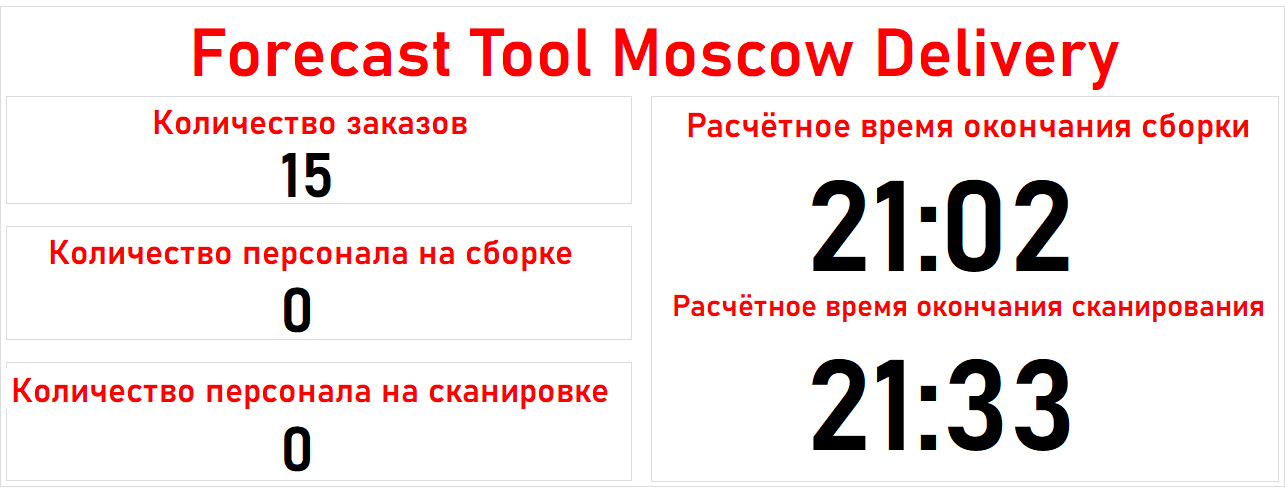 Forecast Tool Moscow Delivery
Количество заказов
15
Количество персонала на сборке
0
Количество персонала на сканировке
0
Расчётное время окончания сборки
21:02
Расчётное время окончания сканирования
21:33